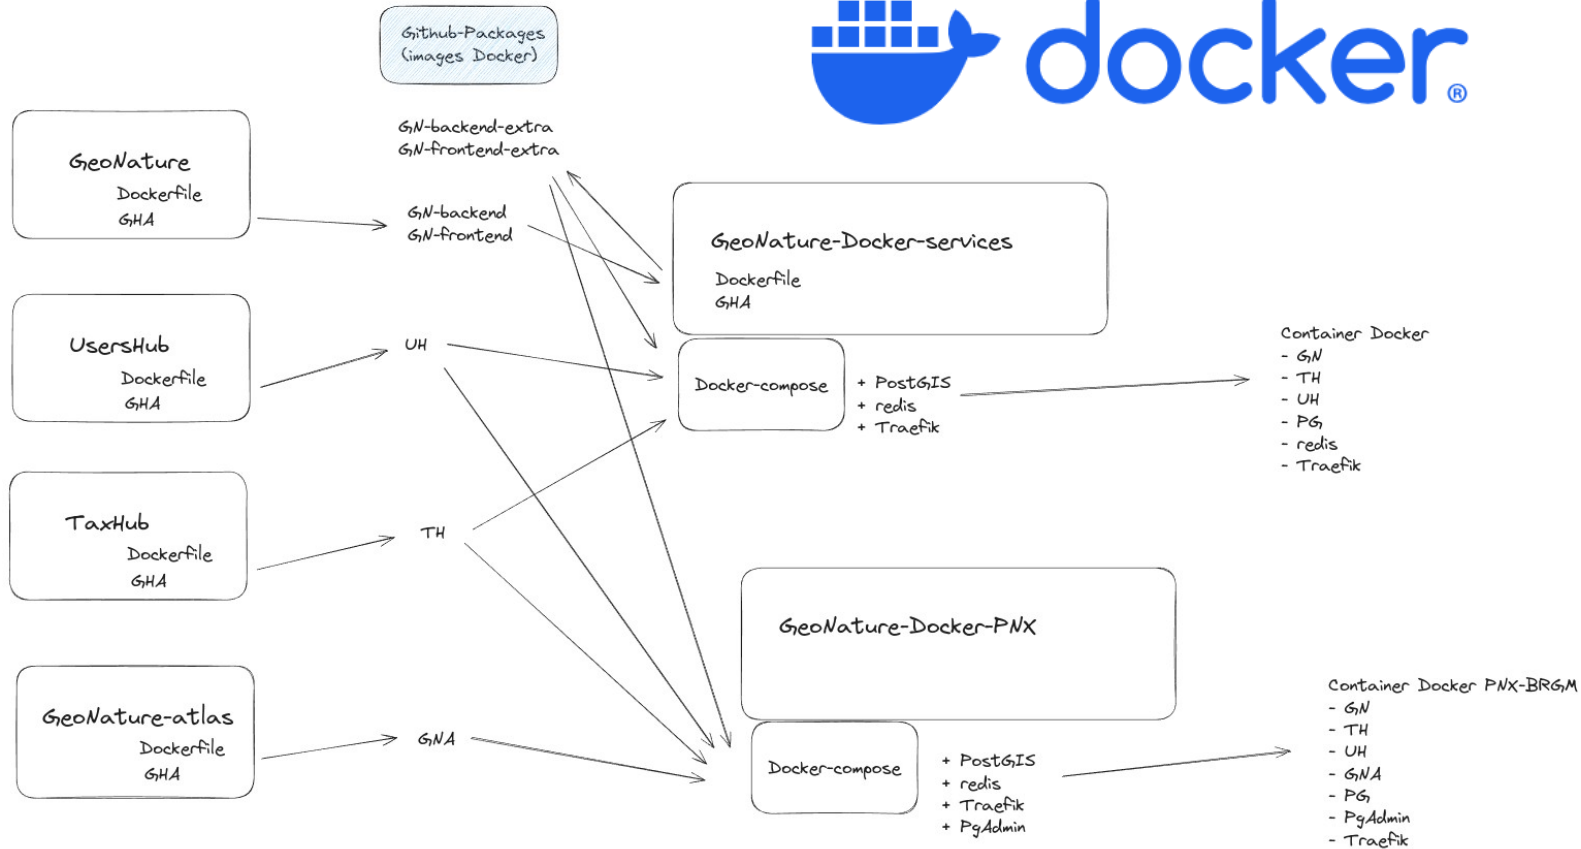 Github-Packages
(images Docker)
docker®
GeoNature
Dockerfile
GHA
GN-backend-extra
GN-frontend-extra
GN-backend
GN-frontend
GeoNature-Docker-services
Dockerfile
GHA
UsersHub
Dockerfile
GHA
UH
Docker-compose
+ PostGIS
+ redis
+ Traefik
Container Docker
- GN
- TH
- UH
- PG
- redis
- Traefik
TaxHub
Dockerfile
GHA
TH
GeoNature-Docker-PNX
GeoNature-atlas
Dockerfile
GHA
GNA
Docker-compose
+ PostGIS
+ redis
+ Traefik
+ PgAdmin
Container Docker PNX-BRGM
- GN
- TH
- UH
- GNA
- PG
- PgAdmin
- Traefik